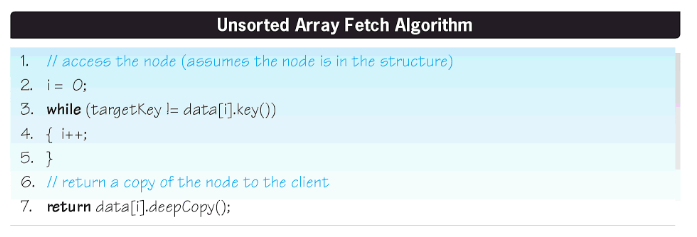 Unsorted Array Fetch Algorithm
1. // access the node (assumes the node is in the structure)
2. i = 0;
3. while (targetKey != data[i].key())
4. { i++;
5. }
6. // return a copy of the node to the client
7. return data[i].deepCopy();